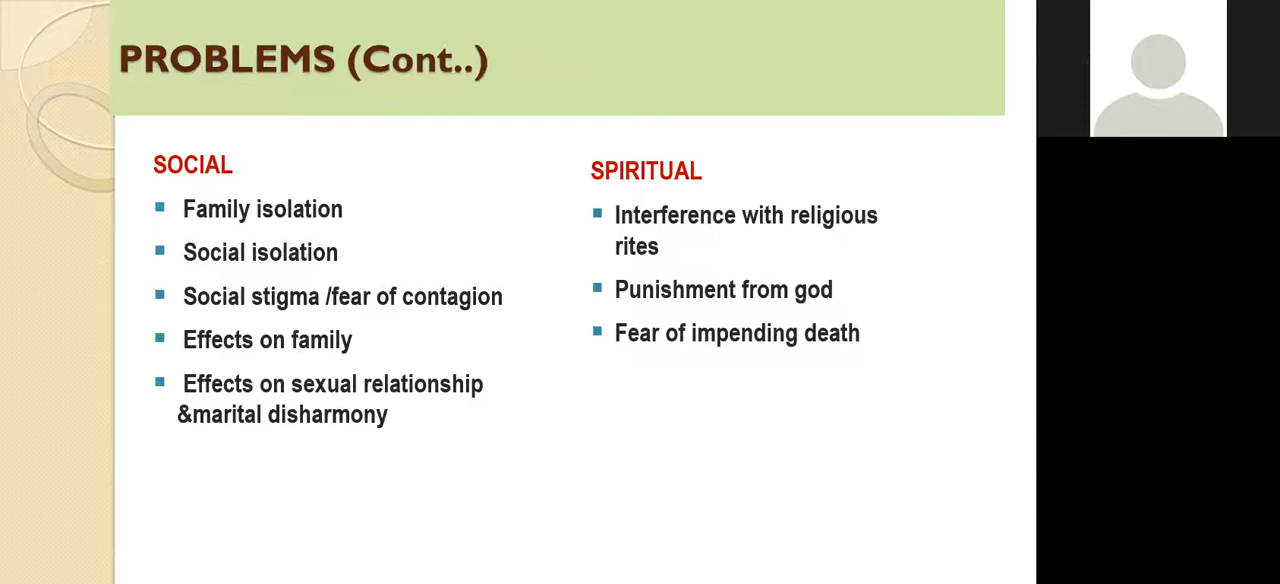 PROBLEMS (Cont..)
SOCIAL
Family isolation
Social isolation
Social stigma /fear of contagion
Effects on family
Effects on sexual relationship
&marital disharmony
SPIRITUAL
Interference with religious
rites
Punishment from god
Fear of impending death